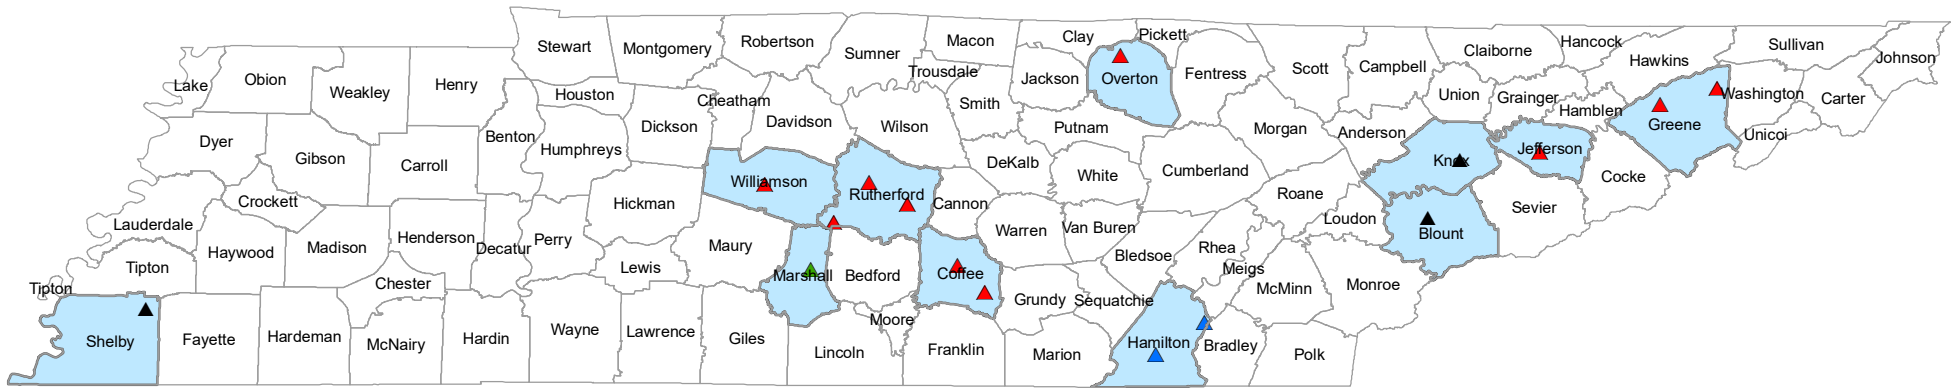 Stewart
Montgomery
Robertson
Sumner
Macon
Clay
Pickett
Overton
Fentress
Scott
Campbell
Claiborne
Hancock
Hawkins
Sullivan
Johnson
Lake
Obion
Weakley
Henry
Houston
Cheatham
Trousdale
Jackson
Smith
Union
Grainger
Hamblen
Greene
Washington
Carter
Unicoi
Dyer
Gibson
Carroll
Benton
Humphreys
Dickson
Davidson
Wilson
Putnam
Morgan
Anderson
Knox
Jefferson
Cocke
Crockett
Lauderdale
Haywood
Madison
Henderson
Decatur
Perry
Hickman
Williamson
Rutherford
Cannon
DeKalb
White
Cumberland
Roane
Loudon
Blount
Sevier
Tipton
Tipton
Chester
Lewis
Maury
Marshall
Bedford
Coffee
Warren
Van Buren
Bledsoe
Rhea
Meigs
McMinn
Monroe
Shelby
Fayette
Hardeman
McNairy
Hardin
Wayne
Lawrence
Giles
Lincoln
Moore
Franklin
Grundy
Sequatchie
Marion
Hamilton
Bradley
Polk